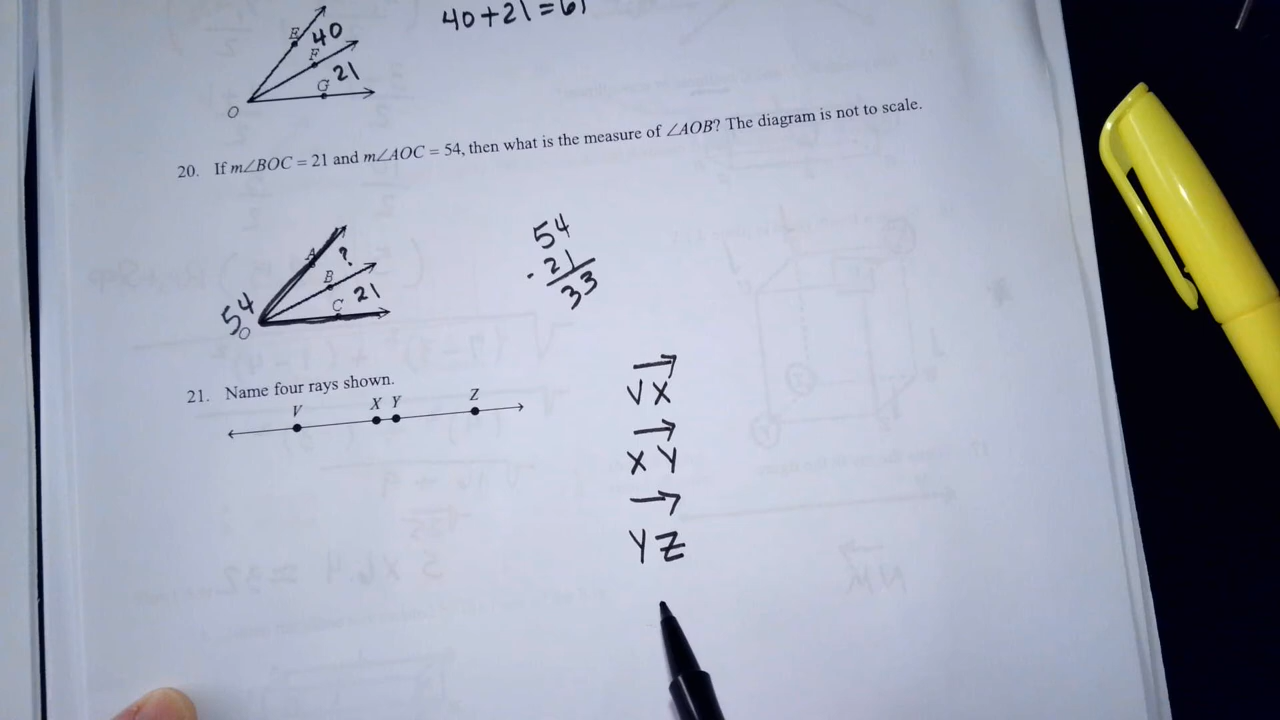 40+21=61
E 40
F
G 21
O
20. If m∠BOC = 21 and m∠AOC = 54, then what is the measure of ∠AOB? The diagram is not to scale.
A ?
B
C 21
54
O
54
- 21
33
21. Name four rays shown.
V X Y Z
VX
XY
YZ